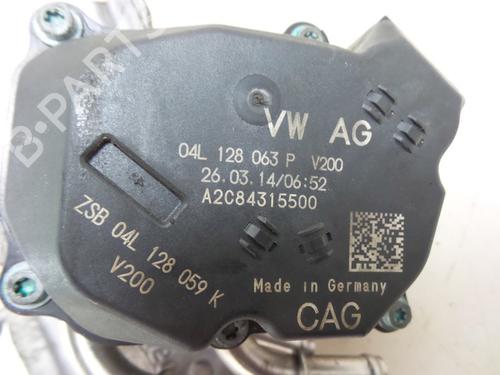 VW AG
04L 128 063 P V200
26.03.14/06:52
A2C84315500
ZSB 04L 128 059 K
V200
Made in Germany
CAG
B-PARTS